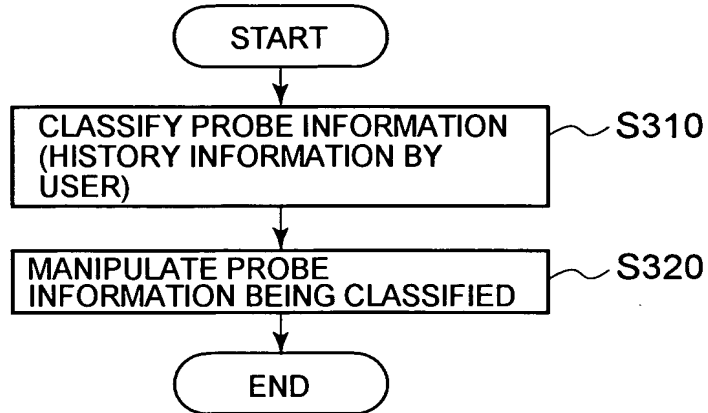 START
CLASSIFY PROBE INFORMATION
(HISTORY INFORMATION BY
USER)
S310
MANIPULATE PROBE
INFORMATION BEING CLASSIFIED
S320
END